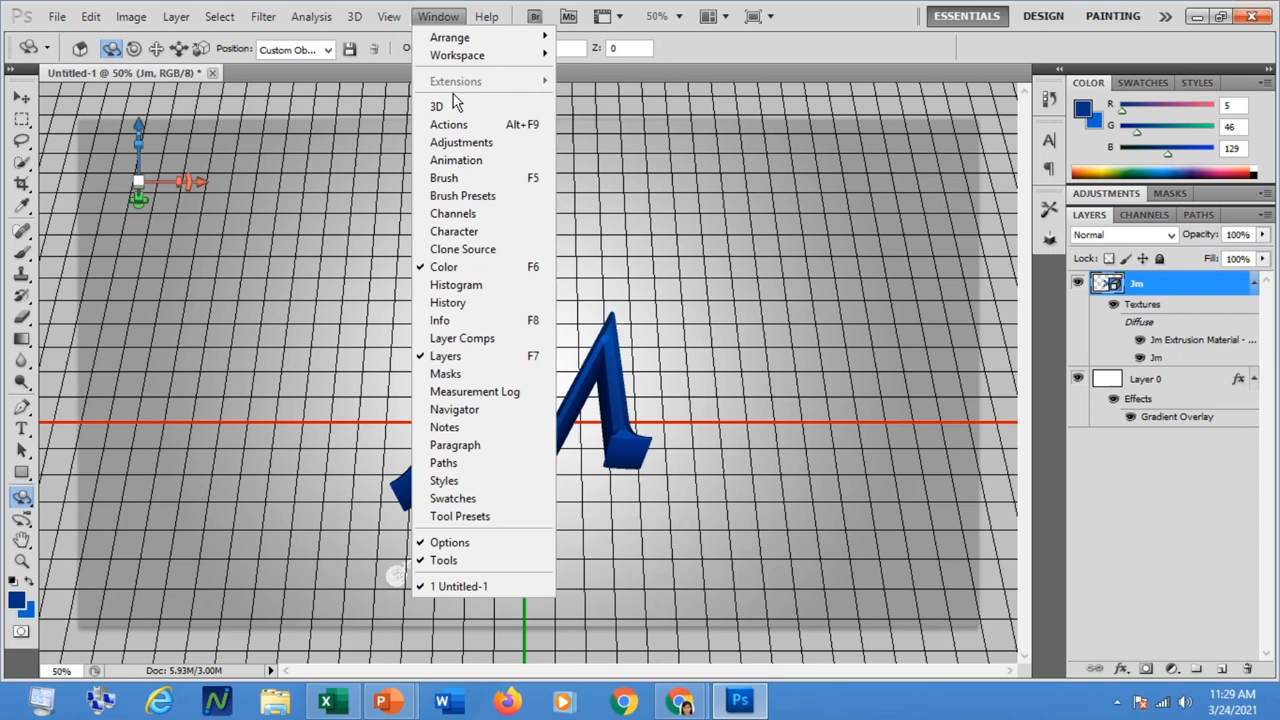 Ps File Edit Image Layer Select Filter Analysis 3D View Window Help Br Mb 50% ESSENTIALS DESIGN PAINTING
Position: Custom Ob... Z: 0
Untitled-1 @ 50% (Jm, RGB/8) *
Arrange
Workspace
Extensions
3D
Actions Alt+F9
Adjustments
Animation
Brush F5
Brush Presets
Channels
Character
Clone Source
Color F6
Histogram
History
Info F8
Layer Comps
Layers F7
Masks
Measurement Log
Navigator
Notes
Paragraph
Paths
Styles
Swatches
Tool Presets
Options
Tools
1 Untitled-1
COLOR SWATCHES STYLES
R 5
G 46
B 129
ADJUSTMENTS MASKS
LAYERS CHANNELS PATHS
Normal Opacity: 100%
Lock: Fill: 100%
Jm
Textures
Diffuse
Jm Extrusion Material - ...
Jm
Layer 0 fx
Effects
Gradient Overlay
50% Doc: 5.93M/3.00M
11:29 AM
3/24/2021